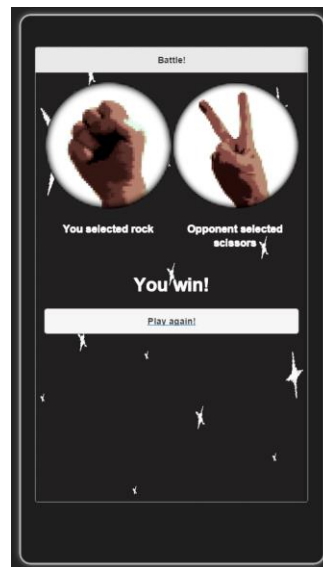 Battle!
You selected rock
Opponent selected
scissors
You win!
Play again!